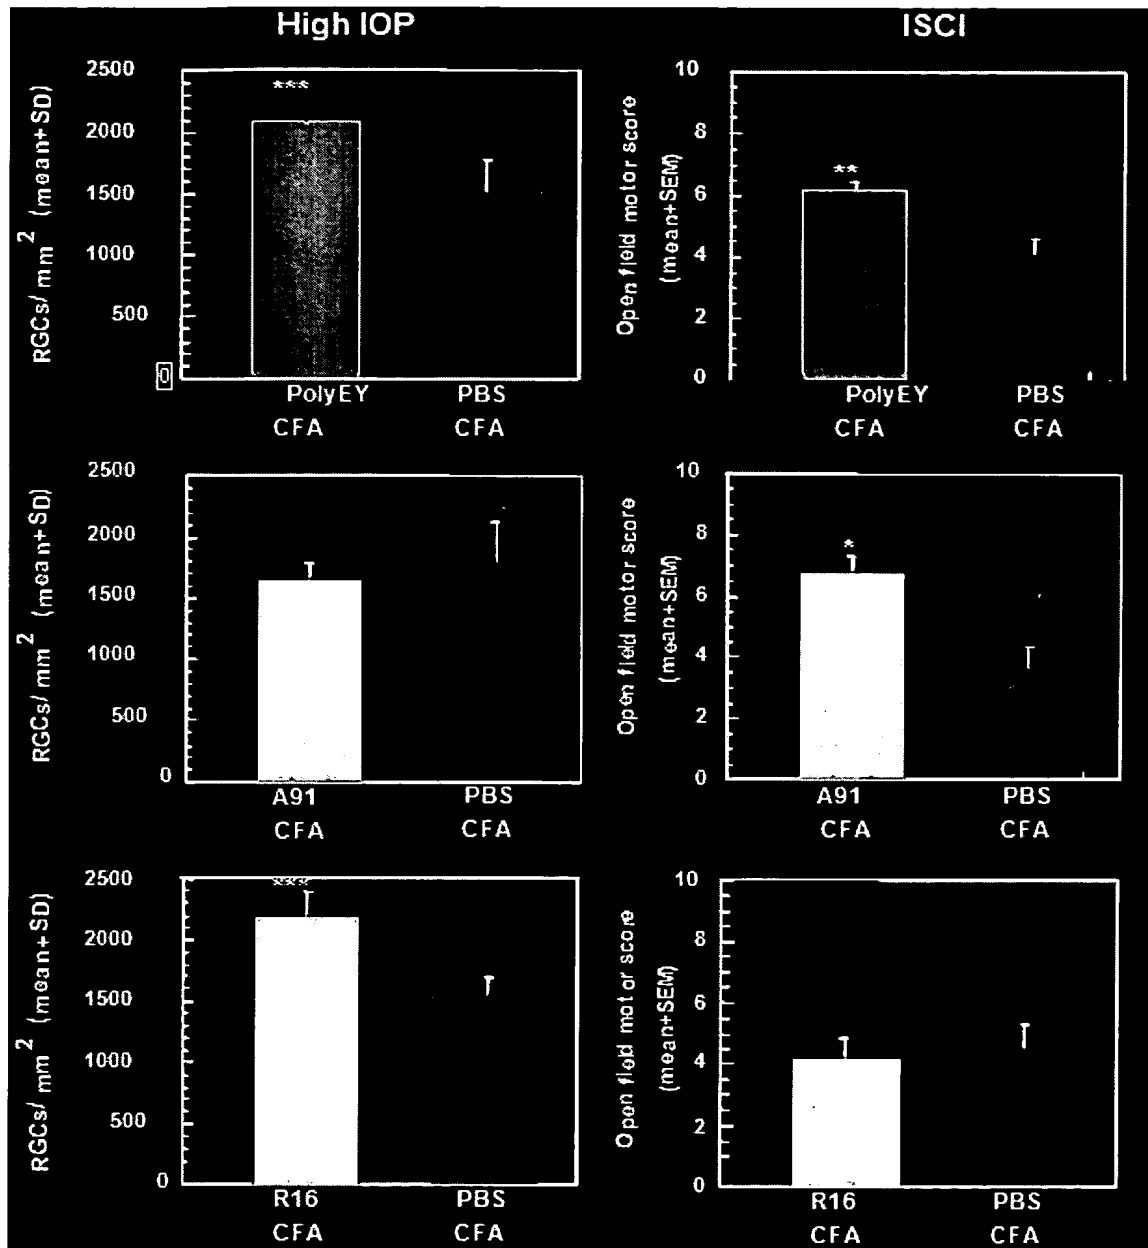 High IOP
ISCI
RGCs/mm² (mean+SD)
2500
2000
1500
1000
500
0
***
PolyEY
CFA
PBS
CFA
Open field motor score
(mean+SEM)
10
8
6
4
2
0
**
PolyEY
CFA
PBS
CFA
RGCs/mm² (mean+SD)
2500
2000
1500
1000
500
0
A91
CFA
PBS
CFA
Open field motor score
(mean+SEM)
10
8
6
4
2
0
*
A91
CFA
PBS
CFA
RGCs/mm² (mean+SD)
2500
2000
1500
1000
500
0
***
R16
CFA
PBS
CFA
Open field motor score
(mean+SEM)
10
8
6
4
2
0
R16
CFA
PBS
CFA